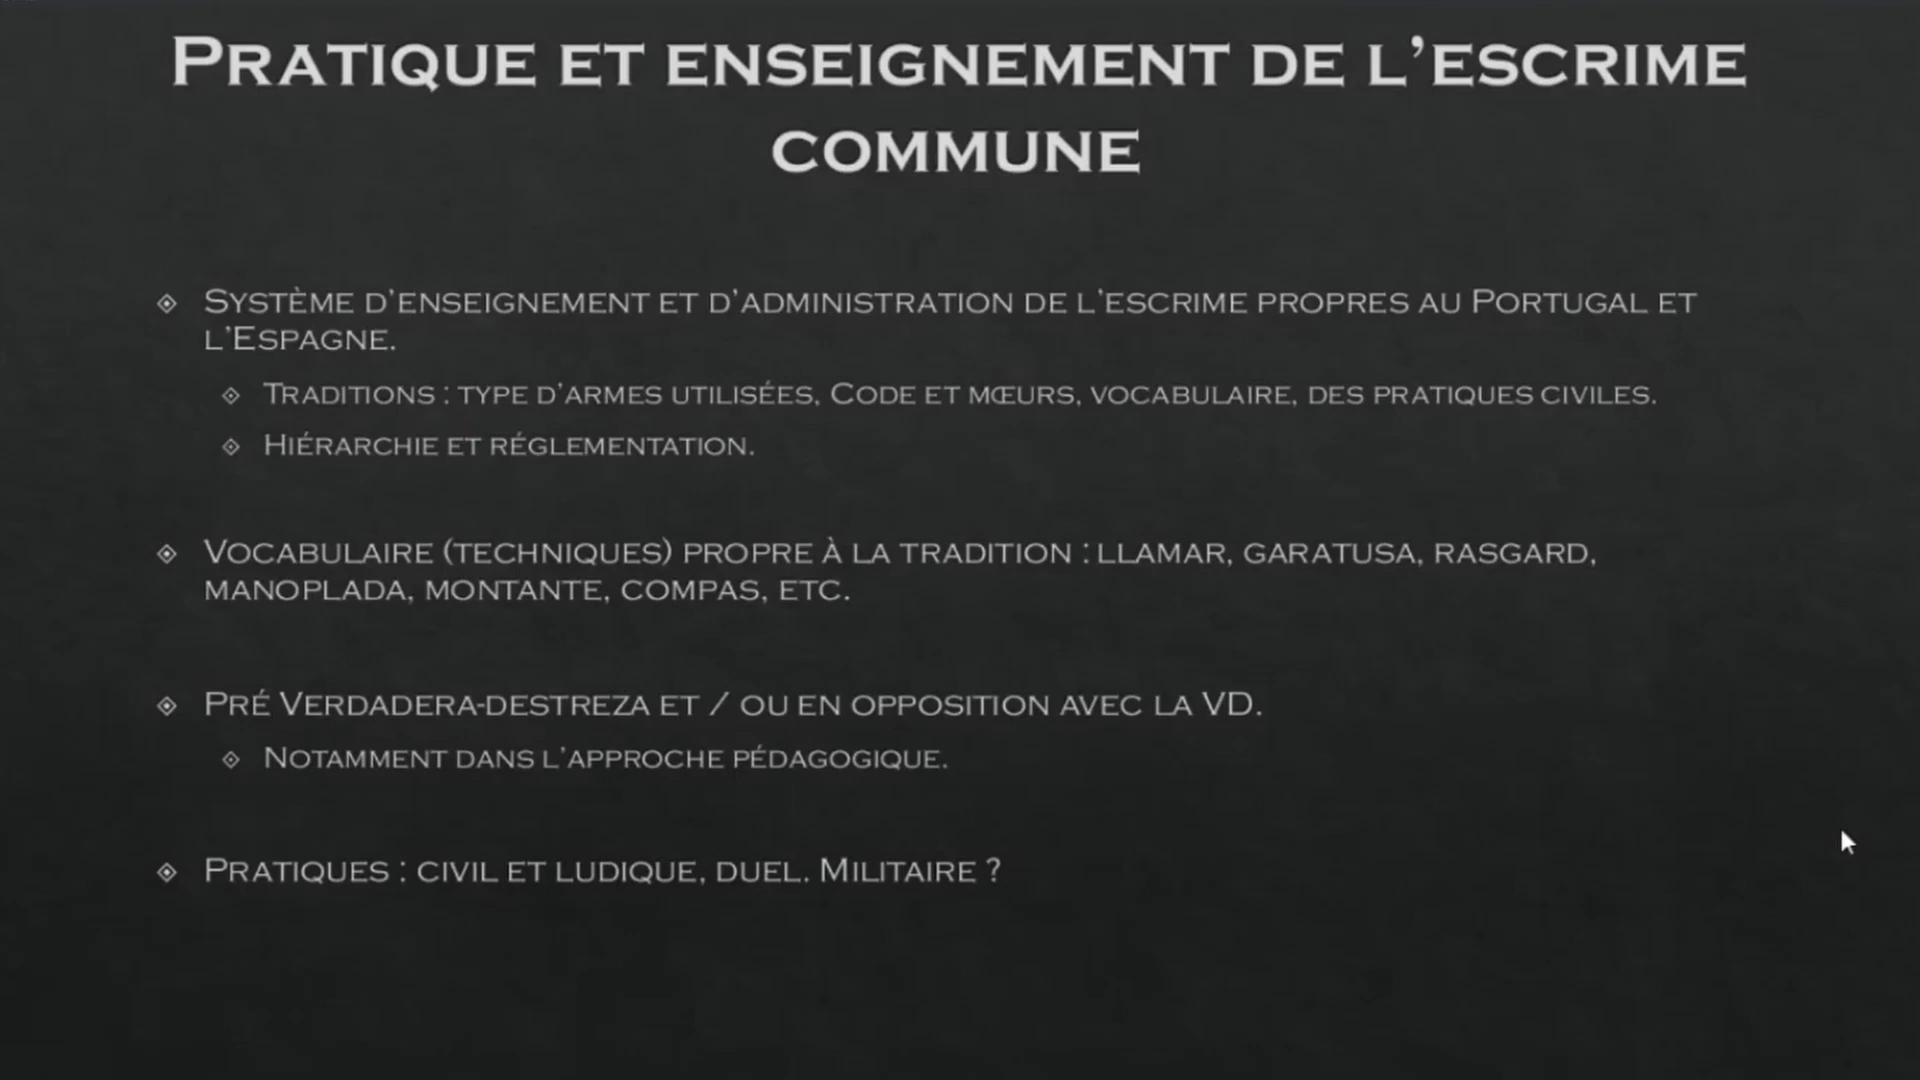 Pratique et enseignement de l’escrime
commune
Système d’enseignement et d’administration de l’escrime propres au Portugal et
l’Espagne.
Traditions : type d’armes utilisées, Code et mœurs, vocabulaire, des pratiques civiles.
Hiérarchie et réglementation.
Vocabulaire (techniques) propre à la tradition : llamar, garatusa, rasgard,
manoplada, montante, compas, etc.
Pré Verdadera-destreza et / ou en opposition avec la VD.
Notamment dans l’approche pédagogique.
Pratiques : civil et ludique, duel. Militaire ?